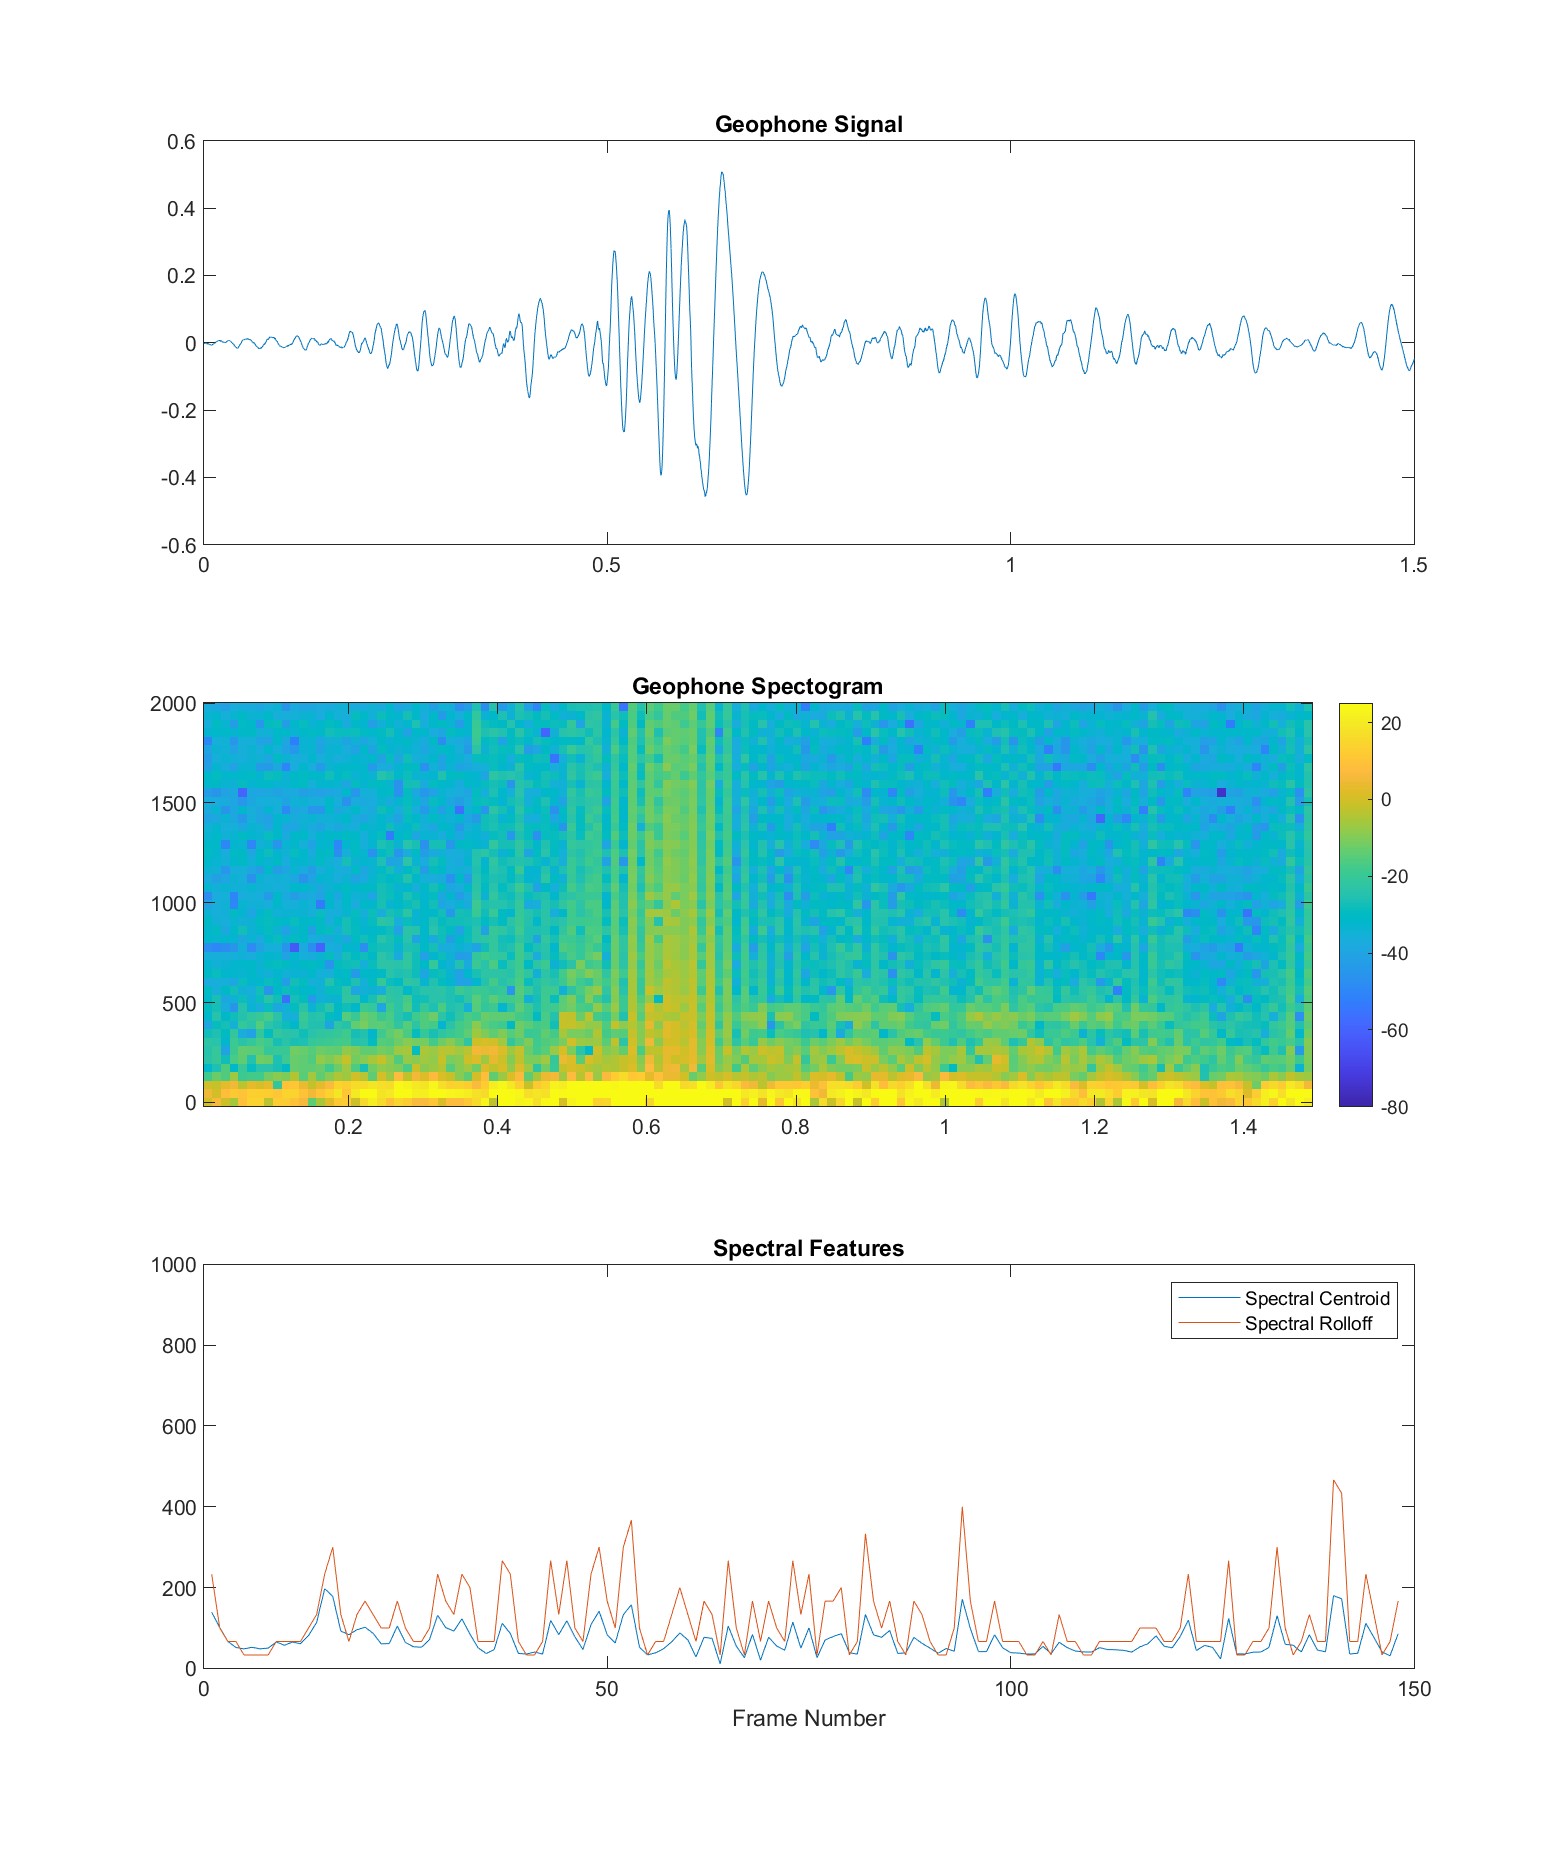 Geophone Signal
0.6
0.4
0.2
0
-0.2
-0.4
-0.6
0 0.5 1 1.5
Geophone Spectogram
2000
1500
1000
500
0
20
0
-20
-40
-60
-80
0.2 0.4 0.6 0.8 1 1.2 1.4
Spectral Features
1000
800
600
400
200
0
Spectral Centroid
Spectral Rolloff
0 50 100 150
Frame Number